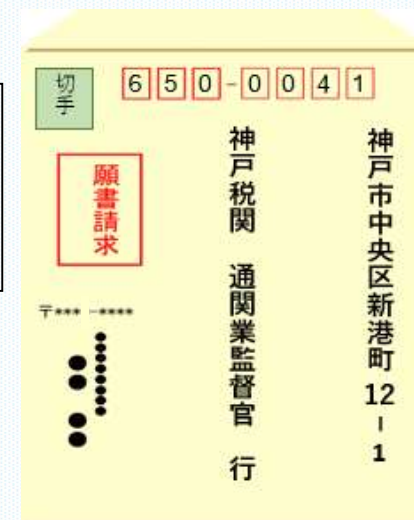 切手
650-0041
神戸市中央区新港町12-1
神戸税関 通関業監督官 行
願書請求
〒*** -****